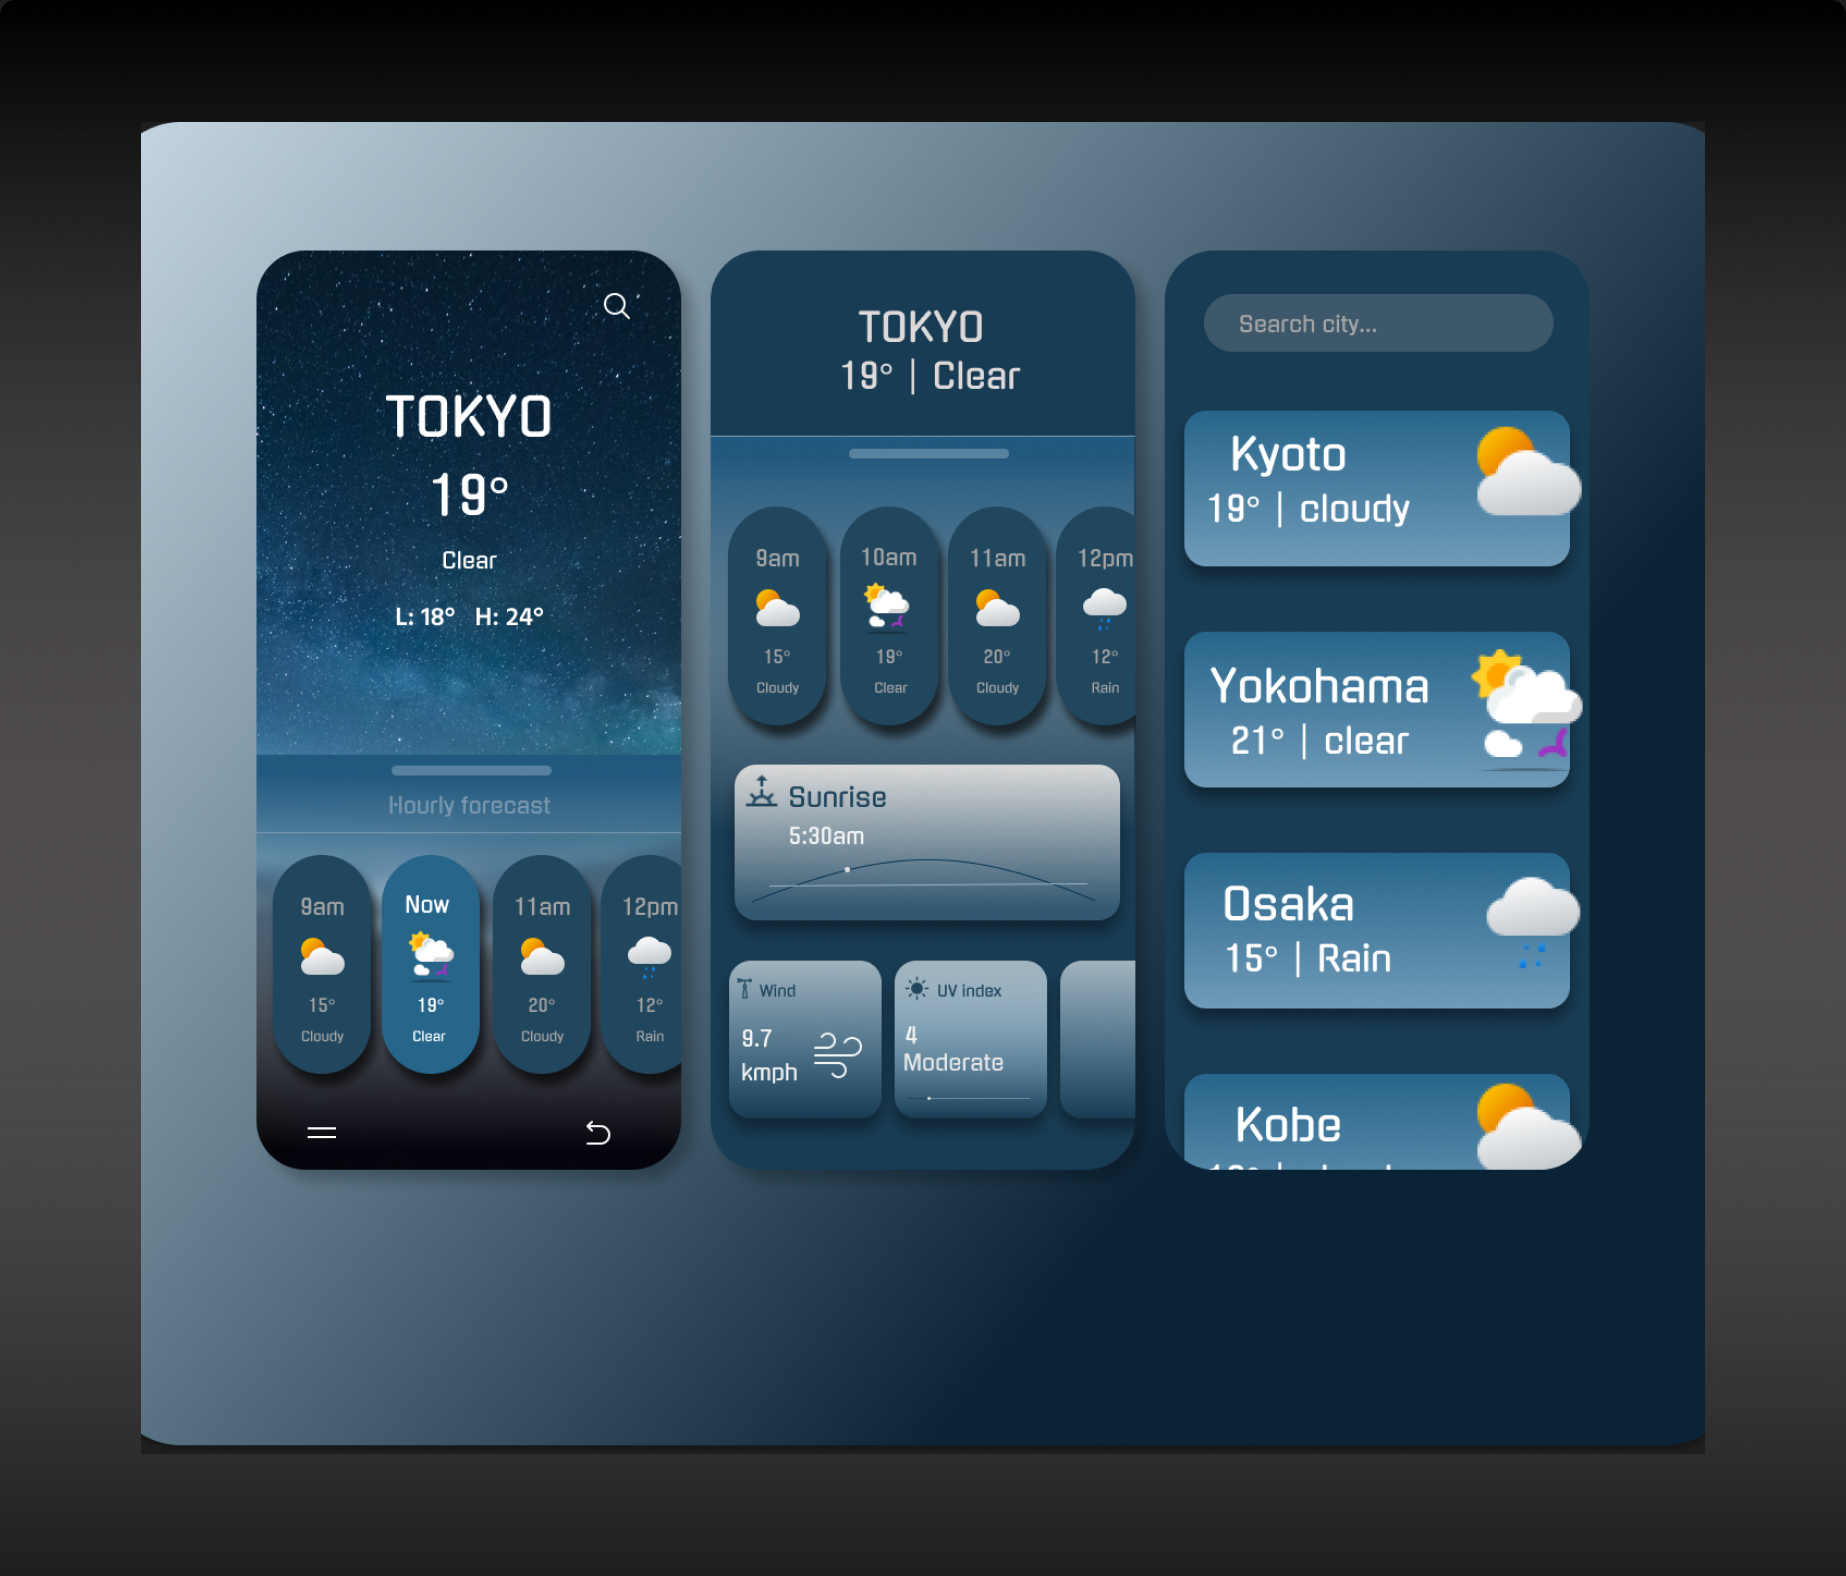 TOKYO
19°
Clear
L: 18° H: 24°
Hourly forecast
9am
15°
Cloudy
Now
19°
Clear
11am
20°
Cloudy
12pm
12°
Rain
TOKYO
19° | Clear
9am
15°
Cloudy
10am
19°
Clear
11am
20°
Cloudy
12pm
12°
Rain
Sunrise
5:30am
Wind
9.7
kmph
UV index
4
Moderate
Search city...
Kyoto
19° | cloudy
Yokohama
21° | clear
Osaka
15° | Rain
Kobe